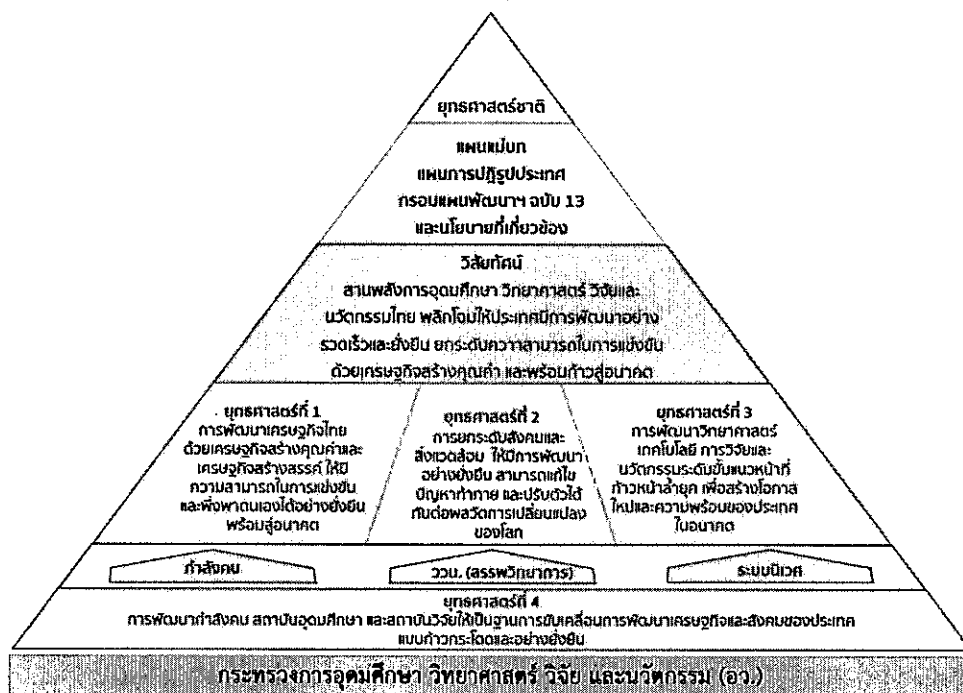 ยุทธศาสตร์ชาติ
แผนแม่บท
แผนการปฏิรูปประเทศ
กรอบแผนพัฒนาฯ ฉบับ 13
และนโยบายที่เกี่ยวข้อง
วิสัยทัศน์
สานพลังการอุดมศึกษา วิทยาศาสตร์ วิจัยและ
นวัตกรรมไทย พลิกโฉมให้ประเทศมีการพัฒนาอย่าง
รวดเร็วและยั่งยืน ยกระดับความสามารถในการแข่งขัน
ด้วยเศรษฐกิจสร้างคุณค่า และพร้อมก้าวสู่อนาคต
ยุทธศาสตร์ที่ 1
การพัฒนาเศรษฐกิจไทย
ด้วยเศรษฐกิจสร้างคุณค่าและ
เศรษฐกิจสร้างสรรค์ ให้มี
ความสามารถในการแข่งขัน
และพึ่งพาตนเองได้อย่างยั่งยืน
พร้อมสู่อนาคต
ยุทธศาสตร์ที่ 2
การยกระดับสังคมและ
สิ่งแวดล้อม ให้มีการพัฒนา
อย่างยั่งยืน สามารถแก้ไข
ปัญหาท้าทาย และปรับตัวได้
ทันต่อพลวัตการเปลี่ยนแปลง
ของโลก
ยุทธศาสตร์ที่ 3
การพัฒนาวิทยาศาสตร์
เทคโนโลยี การวิจัยและ
นวัตกรรมระดับขั้นแนวหน้าที่
ก้าวหน้าล้ำยุค เพื่อสร้างโอกาส
ใหม่และความพร้อมของประเทศ
ในอนาคต
กำลังคน
ววน. (สรรพวิทยาการ)
ระบบนิเวศ
ยุทธศาสตร์ที่ 4
การพัฒนากำลังคน สถาบันอุดมศึกษา และสถาบันวิจัยให้เป็นฐานการขับเคลื่อนการพัฒนาเศรษฐกิจและสังคมของประเทศ
แบบก้าวกระโดดและอย่างยั่งยืน
กระทรวงการอุดมศึกษา วิทยาศาสตร์ วิจัย และนวัตกรรม (อว.)